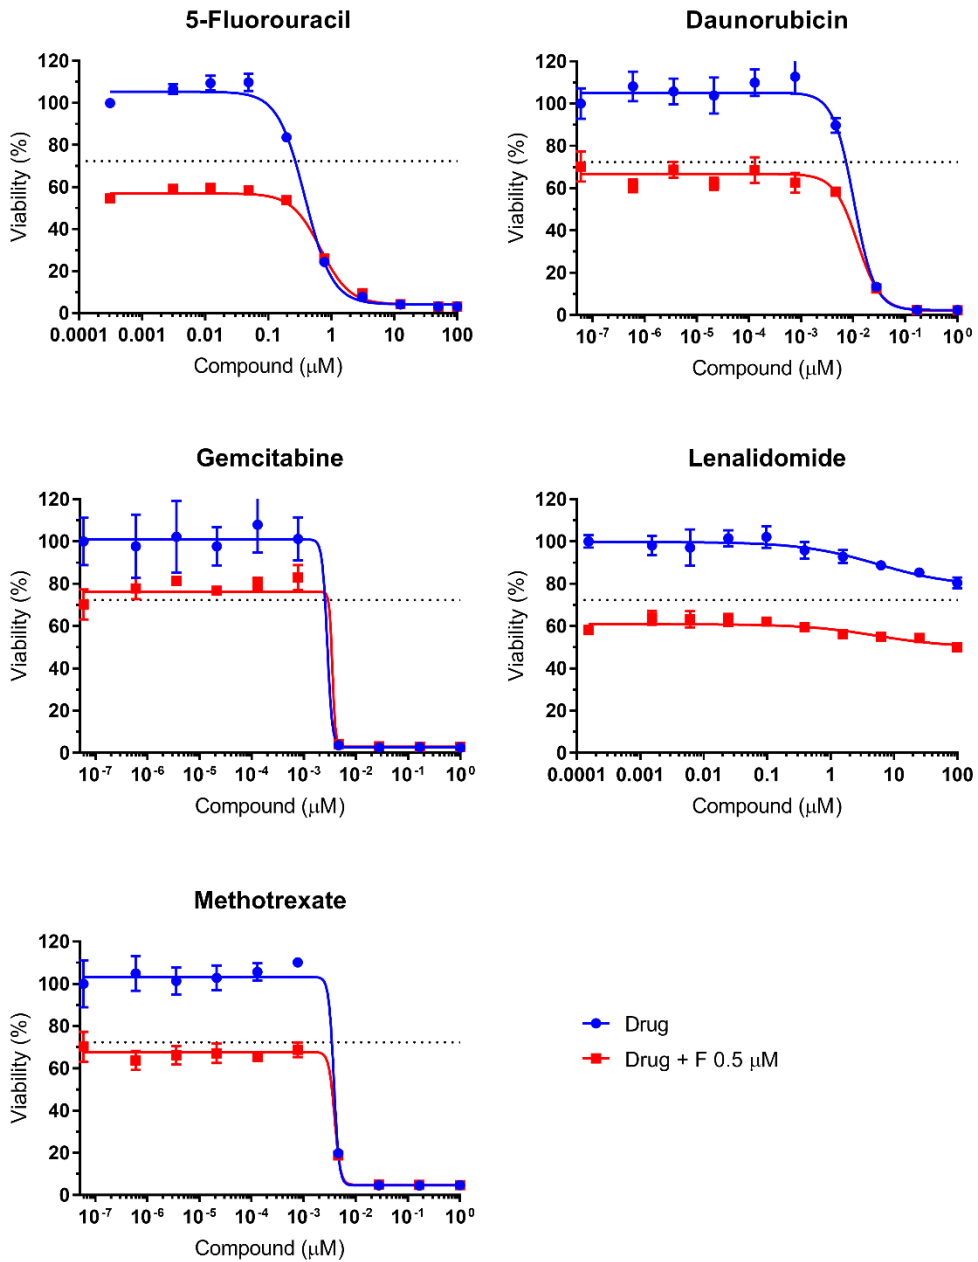 5-Fluorouracil
Daunorubicin
Viability (%)
120
100
80
60
40
20
0
0.0001 0.001 0.01 0.1 1 10 100
Compound (μM)
Viability (%)
120
100
80
60
40
20
0
10⁻⁷ 10⁻⁶ 10⁻⁵ 10⁻⁴ 10⁻³ 10⁻² 10⁻¹ 10⁰
Compound (μM)
Gemcitabine
Lenalidomide
Viability (%)
120
100
80
60
40
20
0
10⁻⁷ 10⁻⁶ 10⁻⁵ 10⁻⁴ 10⁻³ 10⁻² 10⁻¹ 10⁰
Compound (μM)
Viability (%)
120
100
80
60
40
20
0
0.0001 0.001 0.01 0.1 1 10 100
Compound (μM)
Methotrexate
Viability (%)
120
100
80
60
40
20
0
10⁻⁷ 10⁻⁶ 10⁻⁵ 10⁻⁴ 10⁻³ 10⁻² 10⁻¹ 10⁰
Compound (μM)
Drug
Drug + F 0.5 μM